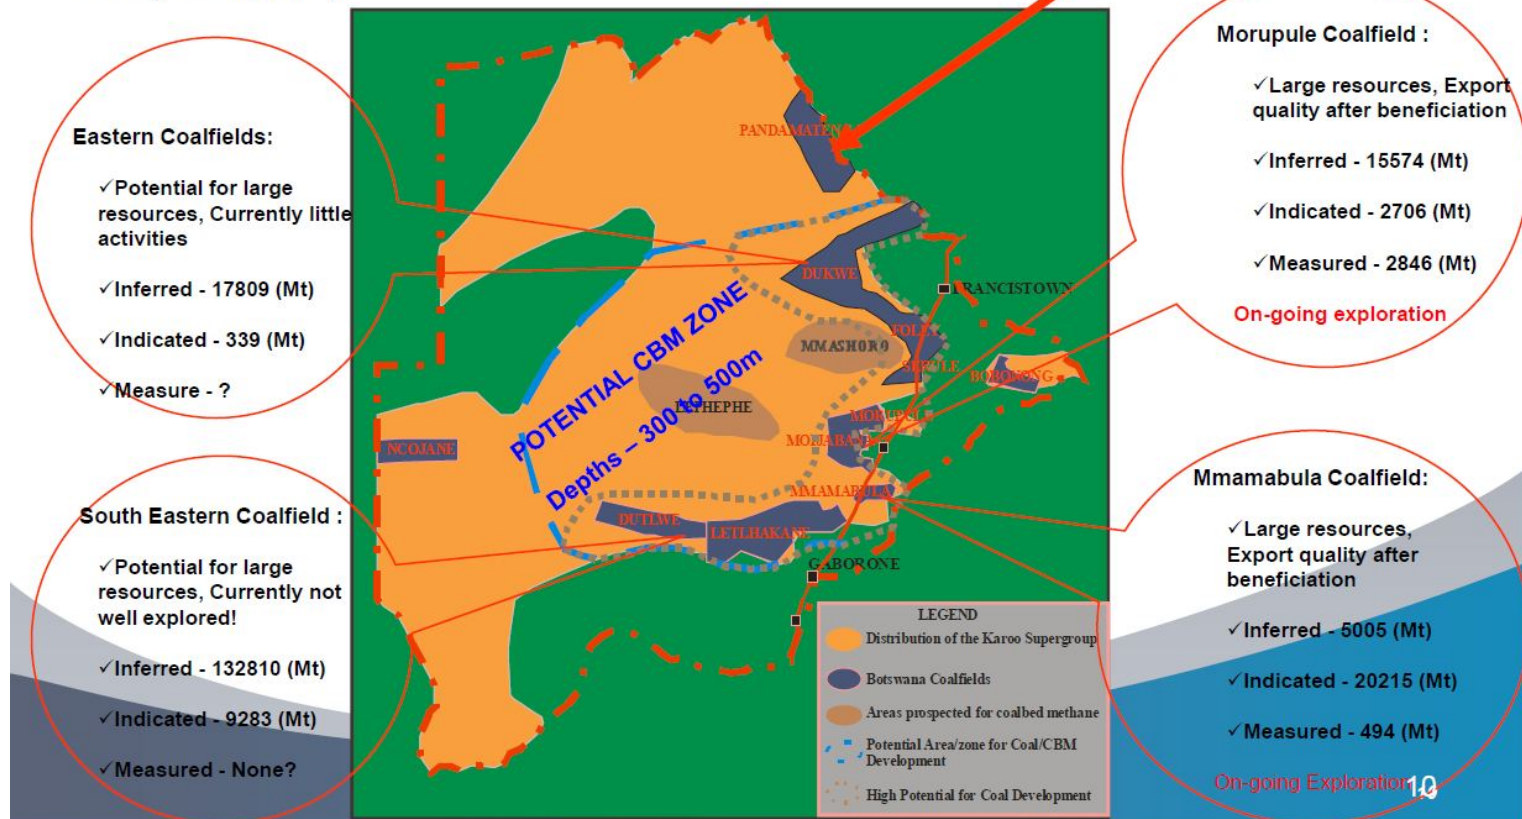 Eastern Coalfields:
✓Potential for large
resources, Currently little
activities
✓Inferred - 17809 (Mt)
✓Indicated - 339 (Mt)
✓Measure - ?
South Eastern Coalfield :
✓Potential for large
resources, Currently not
well explored!
✓Inferred - 132810 (Mt)
✓Indicated - 9283 (Mt)
✓Measured - None?
PANDAMATENGA
DUKWE
FRANCISTOWN
FOLEY
MMASHORO
SERULE
BOBONONG
LEPHEPHE
MORUPULE
MOIJABANA
NCOJANE
MMAMABULA
DUTLWE
LETLHAKANE
GABORONE
POTENTIAL CBM ZONE
Depths – 300 to 500m
LEGEND
Distribution of the Karoo Supergroup
Botswana Coalfields
Areas prospected for coalbed methane
Potential Area/zone for Coal/CBM
Development
High Potential for Coal Development
Morupule Coalfield :
✓Large resources, Export
quality after beneficiation
✓Inferred - 15574 (Mt)
✓Indicated - 2706 (Mt)
✓Measured - 2846 (Mt)
On-going exploration
Mmamabula Coalfield:
✓Large resources,
Export quality after
beneficiation
✓Inferred - 5005 (Mt)
✓Indicated - 20215 (Mt)
✓Measured - 494 (Mt)
On-going Exploration